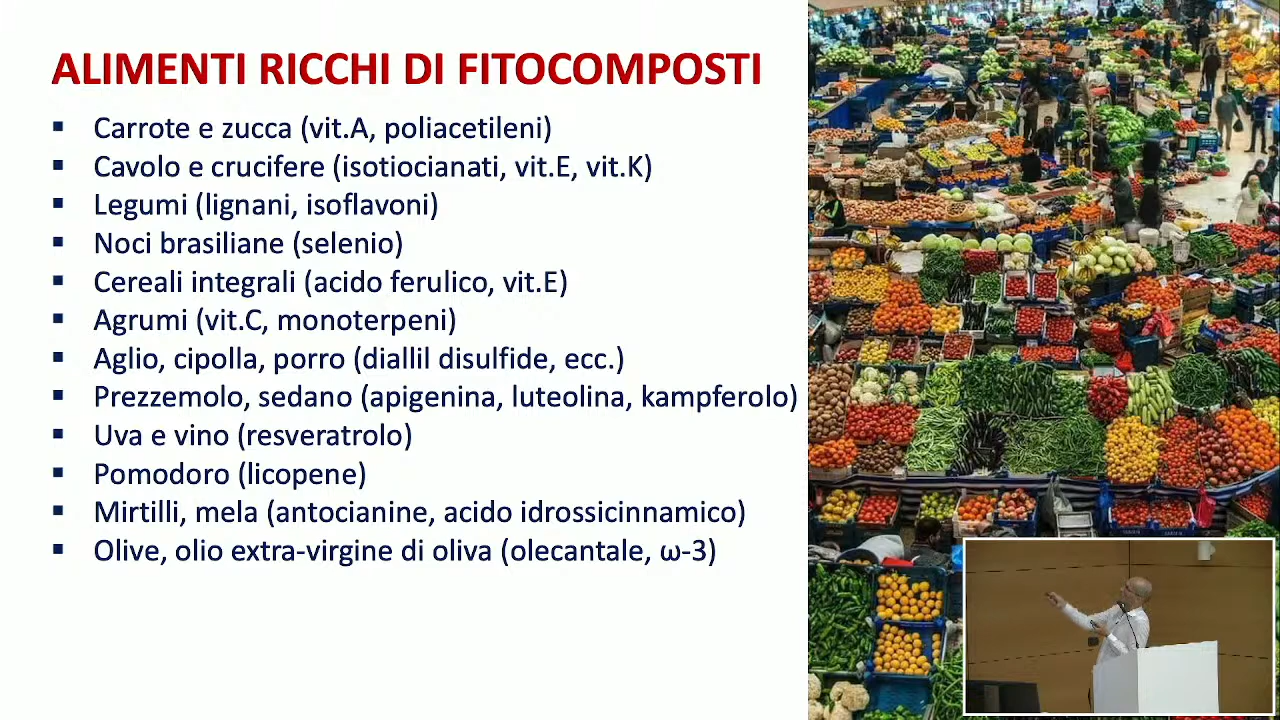 ALIMENTI RICCHI DI FITOCOMPOSTI
Carrote e zucca (vit.A, poliacetileni)
Cavolo e crucifere (isotiocianati, vit.E, vit.K)
Legumi (lignani, isoflavoni)
Noci brasiliane (selenio)
Cereali integrali (acido ferulico, vit.E)
Agrumi (vit.C, monoterpeni)
Aglio, cipolla, porro (diallil disulfide, ecc.)
Prezzemolo, sedano (apigenina, luteolina, kampferolo)
Uva e vino (resveratrolo)
Pomodoro (licopene)
Mirtilli, mela (antocianine, acido idrossicinnamico)
Olive, olio extra-virgine di oliva (olecantale, ω-3)